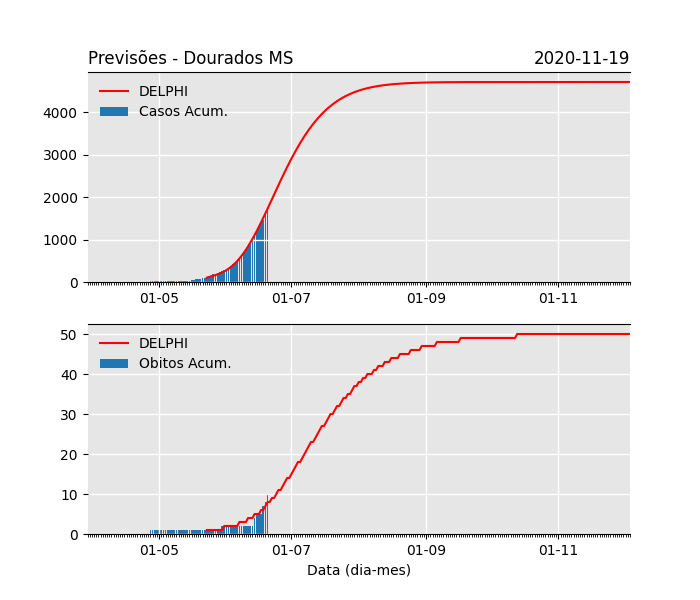 Previsões - Dourados MS 2020-11-19
DELPHI
Casos Acum.
4000
3000
2000
1000
0
01-05 01-07 01-09 01-11
DELPHI
Obitos Acum.
50
40
30
20
10
0
01-05 01-07 01-09 01-11
Data (dia-mes)